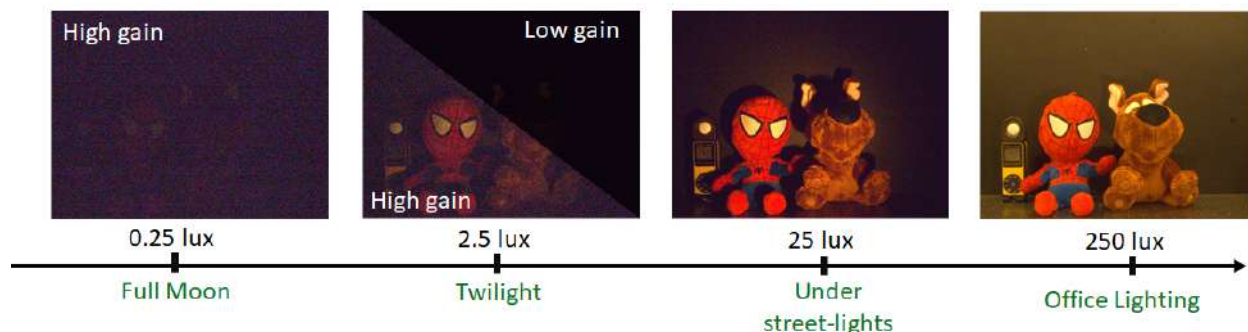 High gain
Low gain
High gain
0.25 lux
2.5 lux
25 lux
250 lux
Full Moon
Twilight
Under
street-lights
Office Lighting